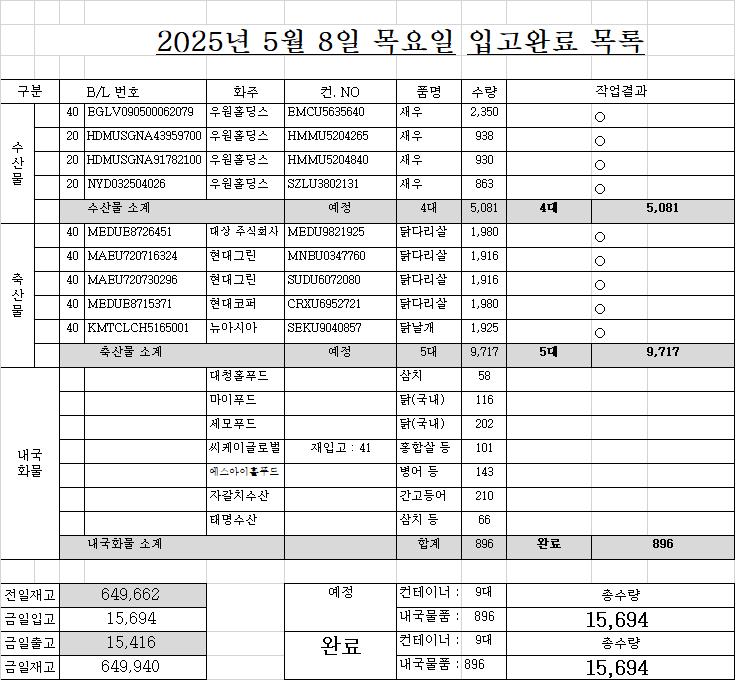 2025년 5월 8일 목요일 입고완료 목록
구분 B/L 번호 화주 컨. NO 품명 수량 작업결과
수산물
40 EGLV090500062079 우원홀딩스 EMCU5635640 새우 2,350 ○
20 HDMUSGNA43959700 우원홀딩스 HMMU5204265 새우 938 ○
20 HDMUSGNA91782100 우원홀딩스 HMMU5204840 새우 930 ○
20 NYD032504026 우원홀딩스 SZLU3802131 새우 863 ○
수산물 소계 예정 4대 5,081 4대 5,081
축산물
40 MEDUE8726451 대상 주식회사 MEDU9821925 닭다리살 1,980 ○
40 MAEU720716324 현대그린 MNBU0347760 닭다리살 1,916 ○
40 MAEU720730296 현대그린 SUDU6072080 닭다리살 1,916 ○
40 MEDUE8715371 현대코퍼 CRXU6952721 닭다리살 1,980 ○
40 KMTCLCH5165001 뉴아시아 SEKU9040857 닭날개 1,925 ○
축산물 소계 예정 5대 9,717 5대 9,717
내국
화물
대청홀푸드 삼치 58
마이푸드 닭(국내) 116
세모푸드 닭(국내) 202
씨케이글로벌 재입고 : 41 홍합살 등 101
에스아이홀푸드 병어 등 143
자갈치수산 간고등어 210
태명수산 삼치 등 66
내국화물 소계 합계 896 완료 896
전일재고 649,662 예정 컨테이너 : 9대 총수량
금일입고 15,694 내국물품 : 896 15,694
금일출고 15,416 완료 컨테이너 : 9대 총수량
금일재고 649,940 내국물품 : 896 15,694